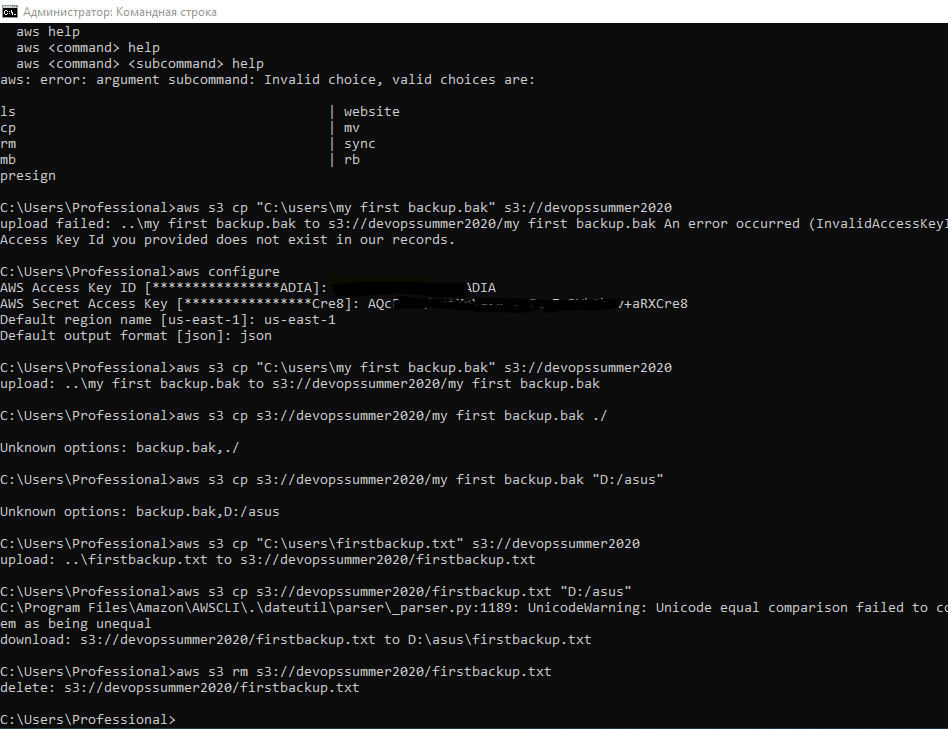 Администратор: Командная строка
aws help
aws <command> help
aws <command> <subcommand> help
aws: error: argument subcommand: Invalid choice, valid choices are:
ls | website
cp | mv
rm | sync
mb | rb
presign
C:\Users\Professional>aws s3 cp "C:\users\my first backup.bak" s3://devopssummer2020
upload failed: ..\my first backup.bak to s3://devopssummer2020/my first backup.bak An error occurred (InvalidAccessKeyI
Access Key Id you provided does not exist in our records.
C:\Users\Professional>aws configure
AWS Access Key ID [****************ADIA]: ADIA
AWS Secret Access Key [****************Cre8]: v+aRXCre8
Default region name [us-east-1]: us-east-1
Default output format [json]: json
C:\Users\Professional>aws s3 cp "C:\users\my first backup.bak" s3://devopssummer2020
upload: ..\my first backup.bak to s3://devopssummer2020/my first backup.bak
C:\Users\Professional>aws s3 cp s3://devopssummer2020/my first backup.bak ./
Unknown options: backup.bak,./
C:\Users\Professional>aws s3 cp s3://devopssummer2020/my first backup.bak "D:/asus"
Unknown options: backup.bak,D:/asus
C:\Users\Professional>aws s3 cp "C:\users\firstbackup.txt" s3://devopssummer2020
upload: ..\firstbackup.txt to s3://devopssummer2020/firstbackup.txt
C:\Users\Professional>aws s3 cp s3://devopssummer2020/firstbackup.txt "D:/asus"
C:\Program Files\Amazon\AWSCLI\.\dateutil\parser\_parser.py:1189: UnicodeWarning: Unicode equal comparison failed to co
em as being unequal
download: s3://devopssummer2020/firstbackup.txt to D:\asus\firstbackup.txt
C:\Users\Professional>aws s3 rm s3://devopssummer2020/firstbackup.txt
delete: s3://devopssummer2020/firstbackup.txt
C:\Users\Professional>